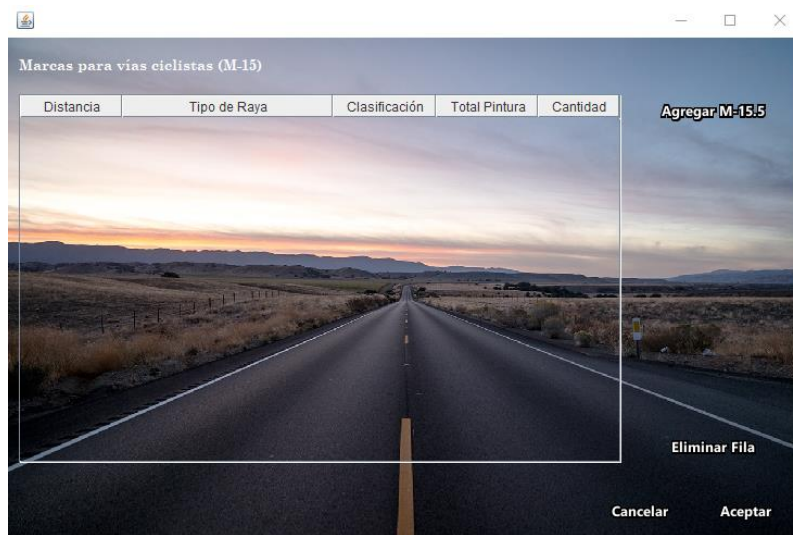 Marcas para vías ciclistas (M-15)
Distancia Tipo de Raya Clasificación Total Pintura Cantidad
Agregar M-15.5
Eliminar Fila
Cancelar Aceptar